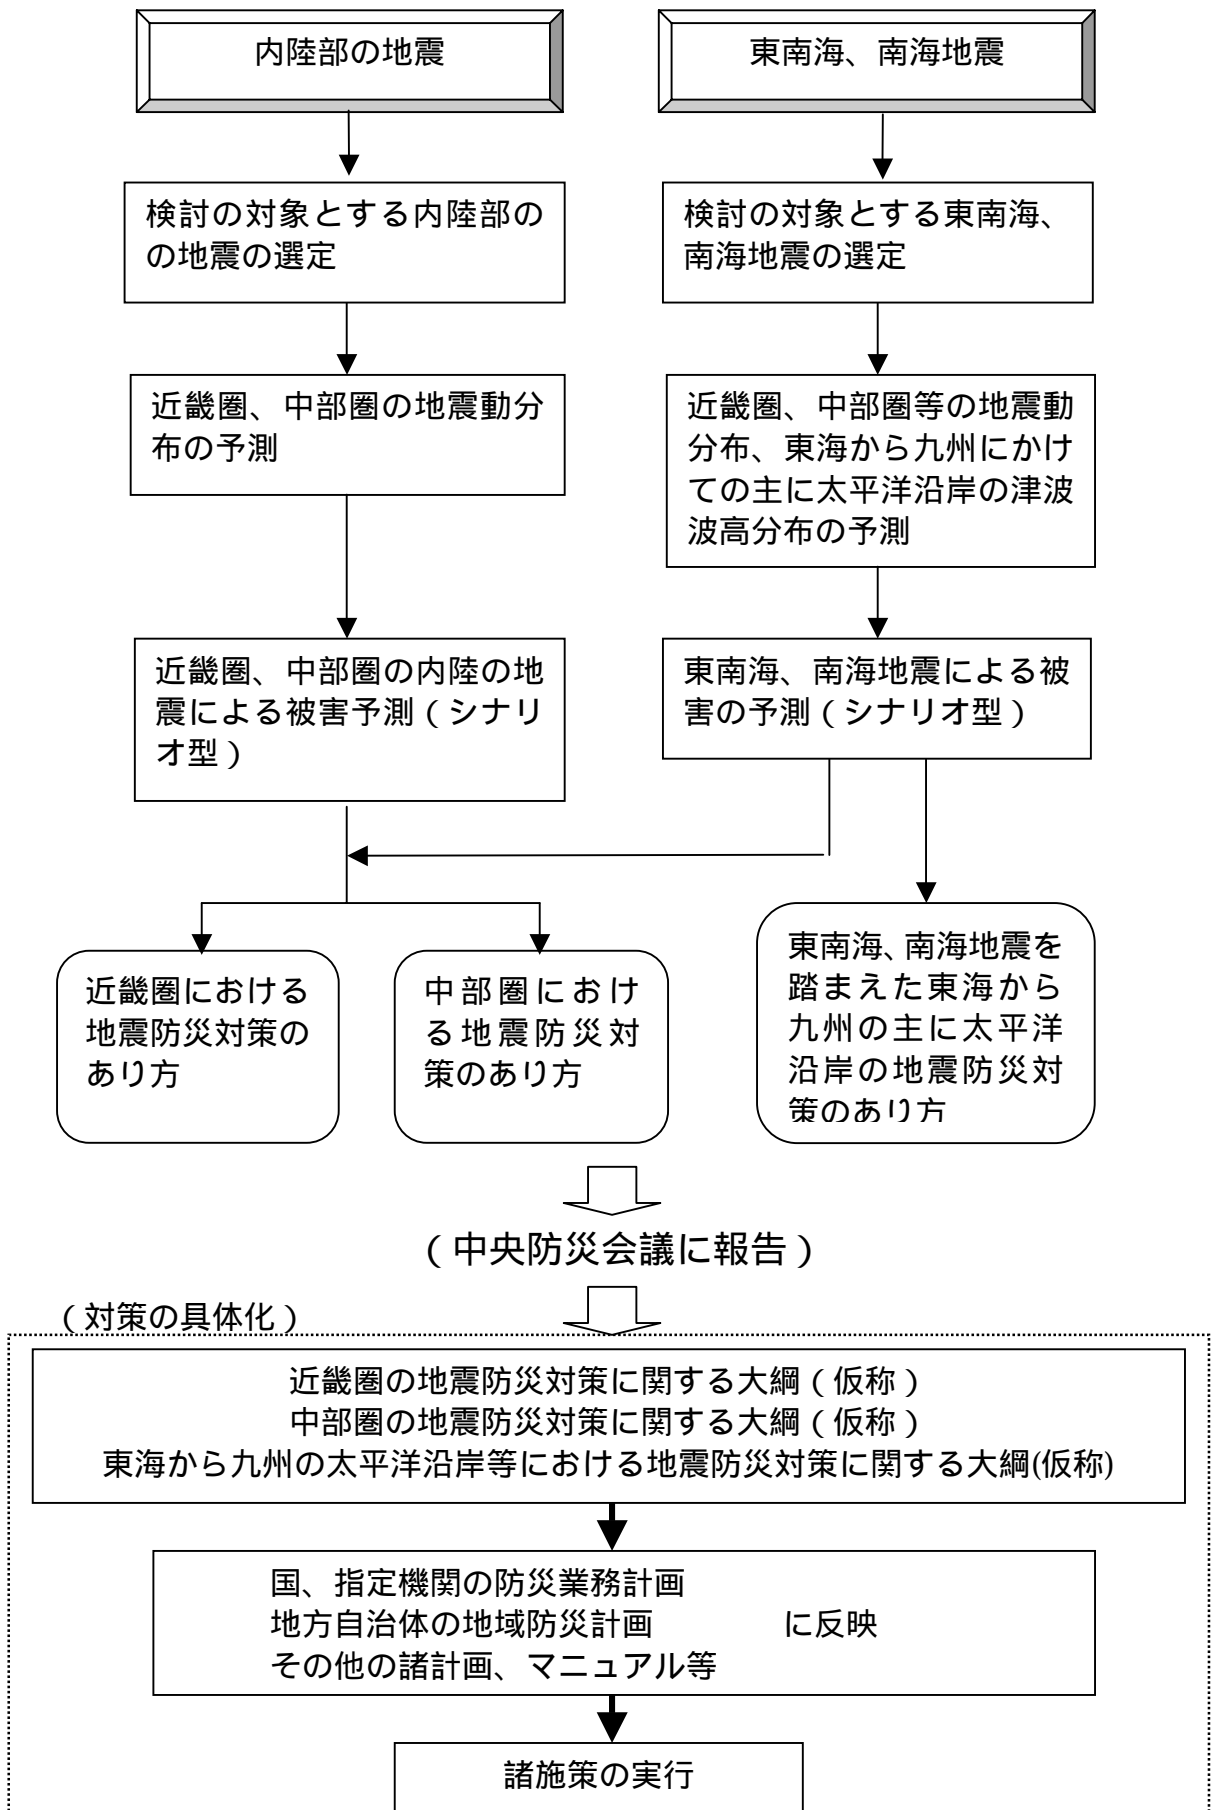 内陸部の地震
東南海、南海地震
検討の対象とする内陸部の
の地震の選定
検討の対象とする東南海、
南海地震の選定
近畿圏、中部圏の地震動分
布の予測
近畿圏、中部圏等の地震動
分布、東海から九州にかけ
ての主に太平洋沿岸の津波
波高分布の予測
近畿圏、中部圏の内陸の地
震による被害予測(シナリ
オ型)
東南海、南海地震による被
害の予測(シナリオ型)
近畿圏における
地震防災対策の
あり方
中部圏におけ
る地震防災対
策のあり方
東南海、南海地震を
踏まえた東海から
九州の主に太平洋
沿岸の地震防災対
策のあり方
(中央防災会議に報告)
(対策の具体化)
近畿圏の地震防災対策に関する大綱(仮称)
中部圏の地震防災対策に関する大綱(仮称)
東海から九州の太平洋沿岸等における地震防災対策に関する大綱(仮称)
国、指定機関の防災業務計画
地方自治体の地域防災計画 に反映
その他の諸計画、マニュアル等
諸施策の実行